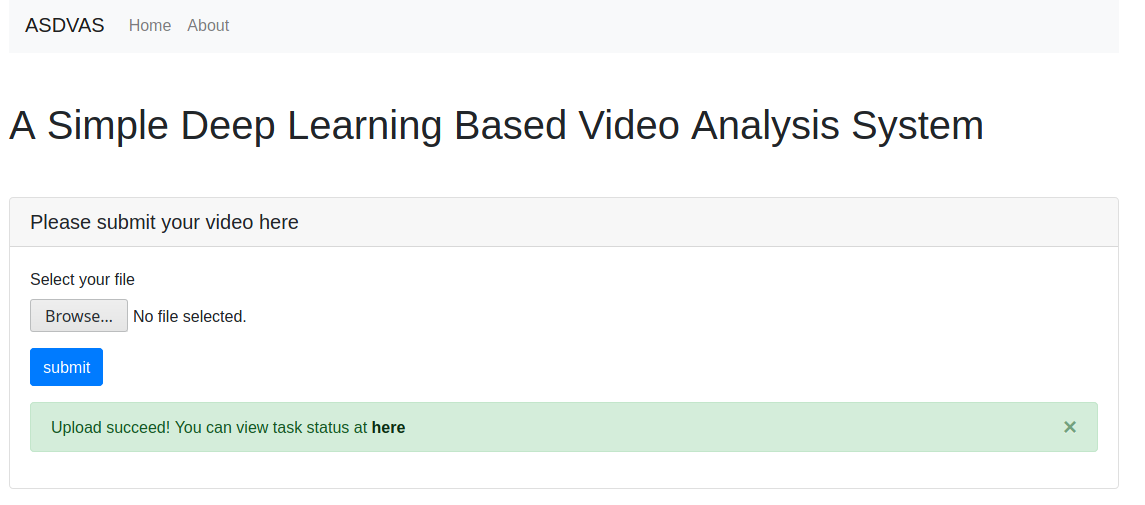 ASDVAS Home About
A Simple Deep Learning Based Video Analysis System
Please submit your video here
Select your file
Browse... No file selected.
submit
Upload succeed! You can view task status at here ×